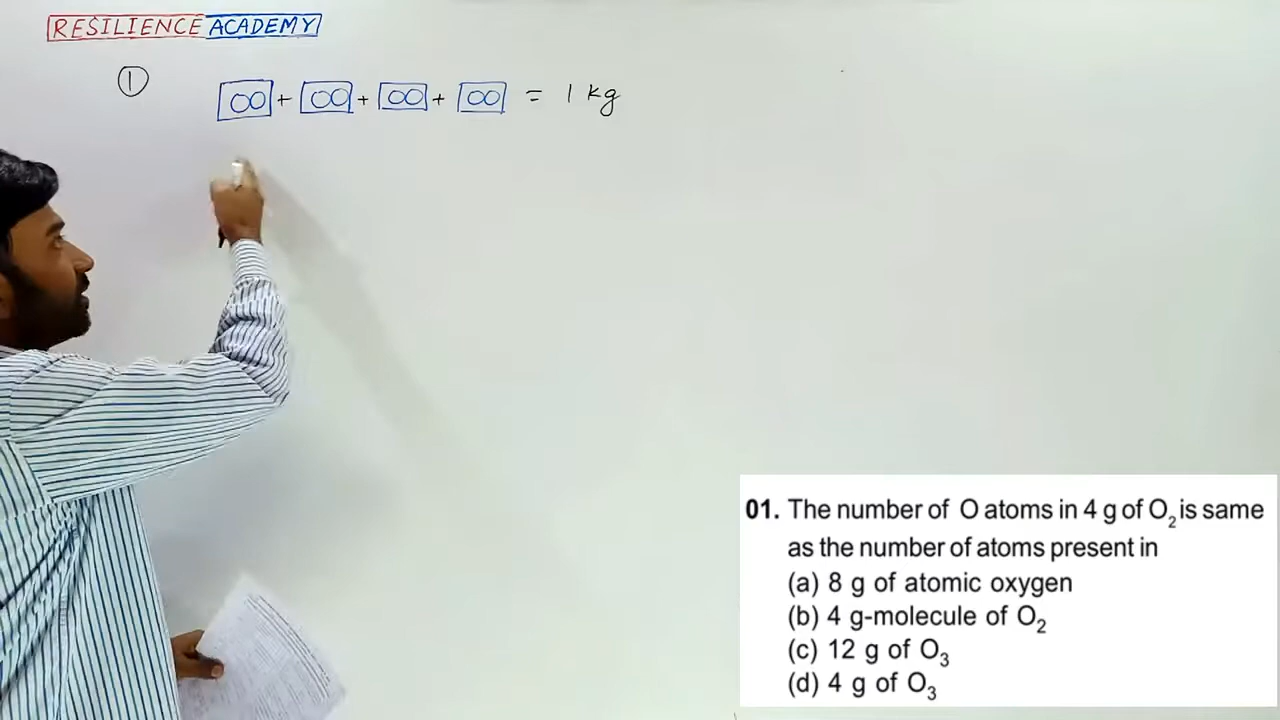 RESILIENCE ACADEMY
① OO + OO + OO + OO = 1 kg
01. The number of O atoms in 4 g of O₂ is same
as the number of atoms present in
(a) 8 g of atomic oxygen
(b) 4 g-molecule of O₂
(c) 12 g of O₃
(d) 4 g of O₃